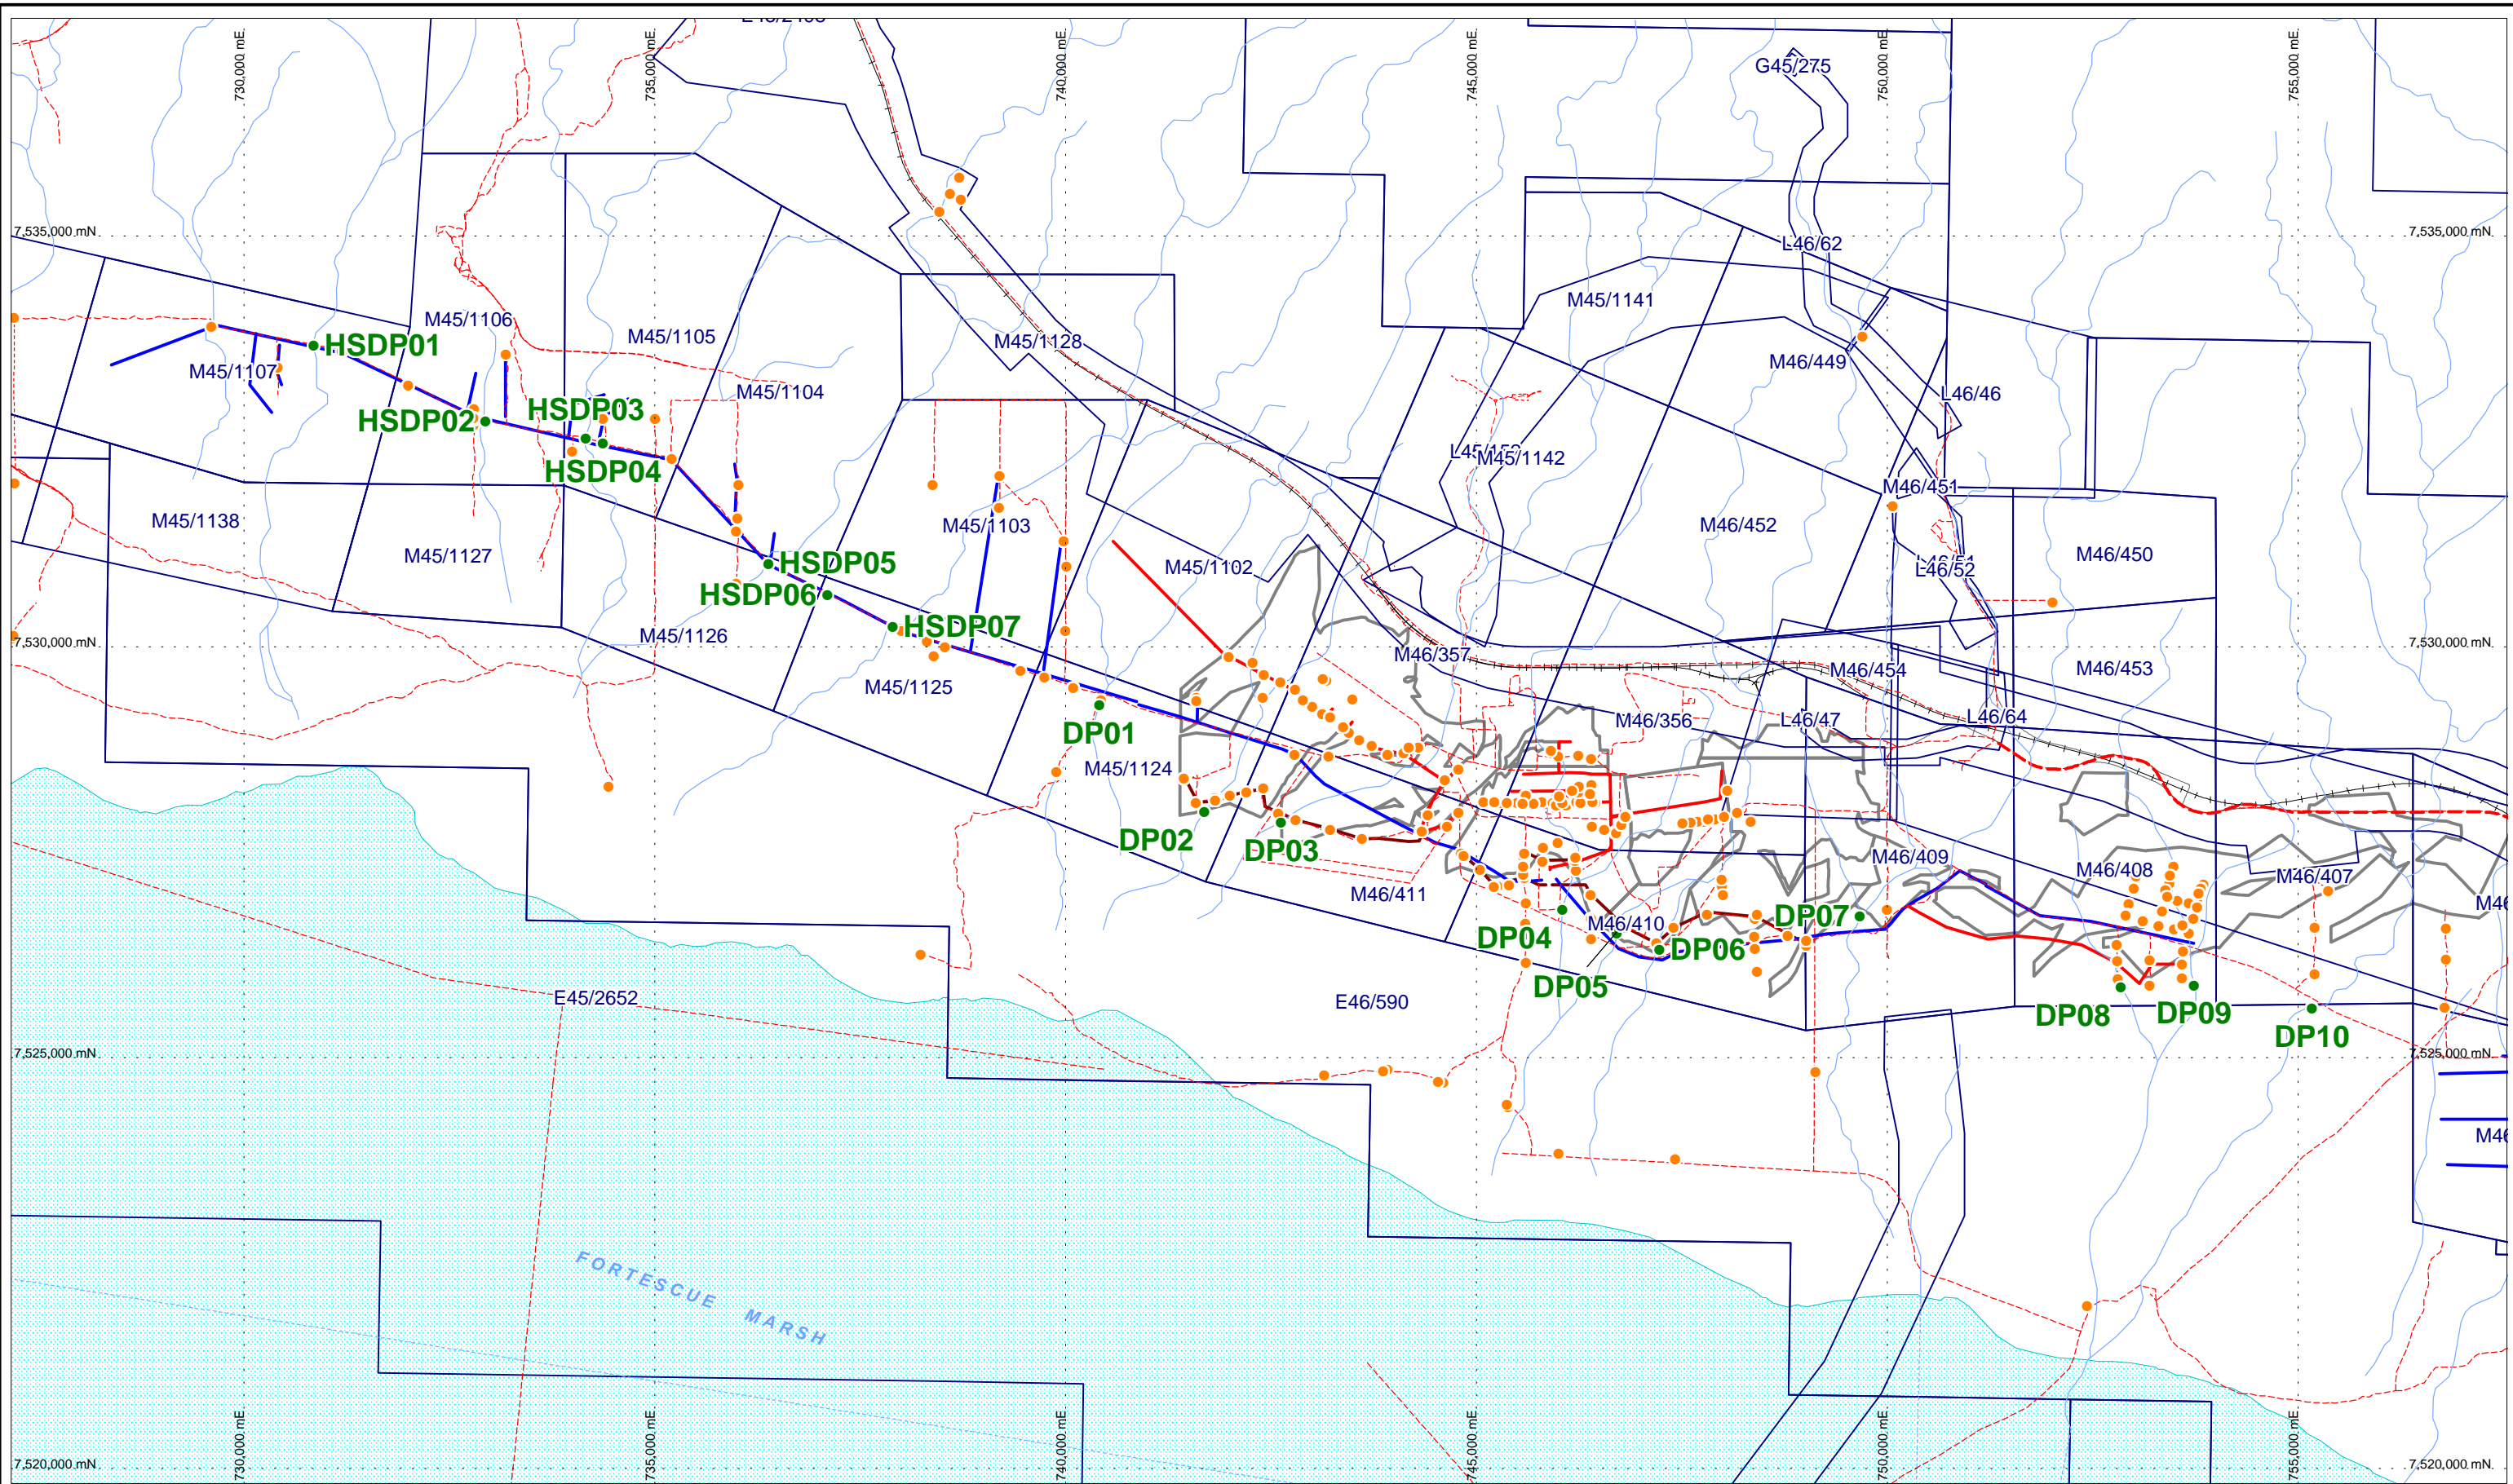 730,000 mE
735,000 mE
740,000 mE
745,000 mE
750,000 mE
755,000 mE
G45/275
7,535,000 mN
7,535,000 mN
L46/62
M45/1141
M45/1106
M45/1105
M45/1128
HSDP01
M46/449
M45/1107
M45/1104
L46/46
HSDP03
HSDP02
M45/1142
HSDP04
M46/451
M45/1138
M45/1103
M46/452
M45/1127
M46/450
HSDP05
M45/1102
L46/51
L46/52
HSDP06
HSDP07
M45/1126
7,530,000 mN
7,530,000 mN
M46/357
M46/454
M46/453
M45/1125
M46/356
L46/47
L46/64
DP01
M45/1124
DP02
DP03
M46/409
M46/408
M46/407
M46/411
M46
DP07
M46/410
DP04
DP06
DP05
E45/2652
E46/590
DP08
DP09
DP10
7,525,000 mN
7,525,000 mN
M46
FORTESCUE MARSH
730,000 mE
735,000 mE
740,000 mE
745,000 mE
750,000 mE
755,000 mE
7,520,000 mN
7,520,000 mN